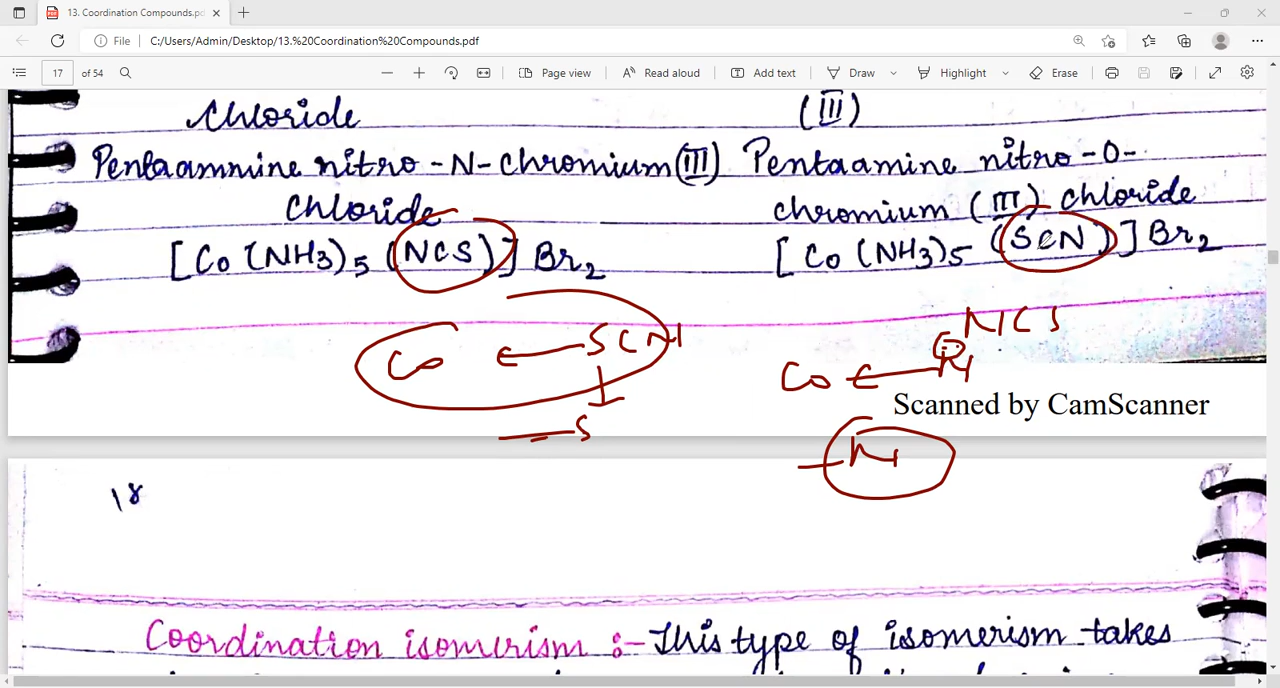 13. Coordination Compounds.pd
File C:/Users/Admin/Desktop/13.%20Coordination%20Compounds.pdf
17 of 54 Page view Read aloud Add text Draw Highlight Erase
Chloride (III)
Pentaammine nitro-N-chromium(III) Pentaamine nitro-O-
chloride chromium (III) chloride
[Co(NH3)5 (NCS)]Br2 [Co(NH3)5 (SCN)]Br2
NCS
Co ← SCN
Co ← N
S
Scanned by CamScanner
N
18
Coordination isomerism :- This type of isomerism takes